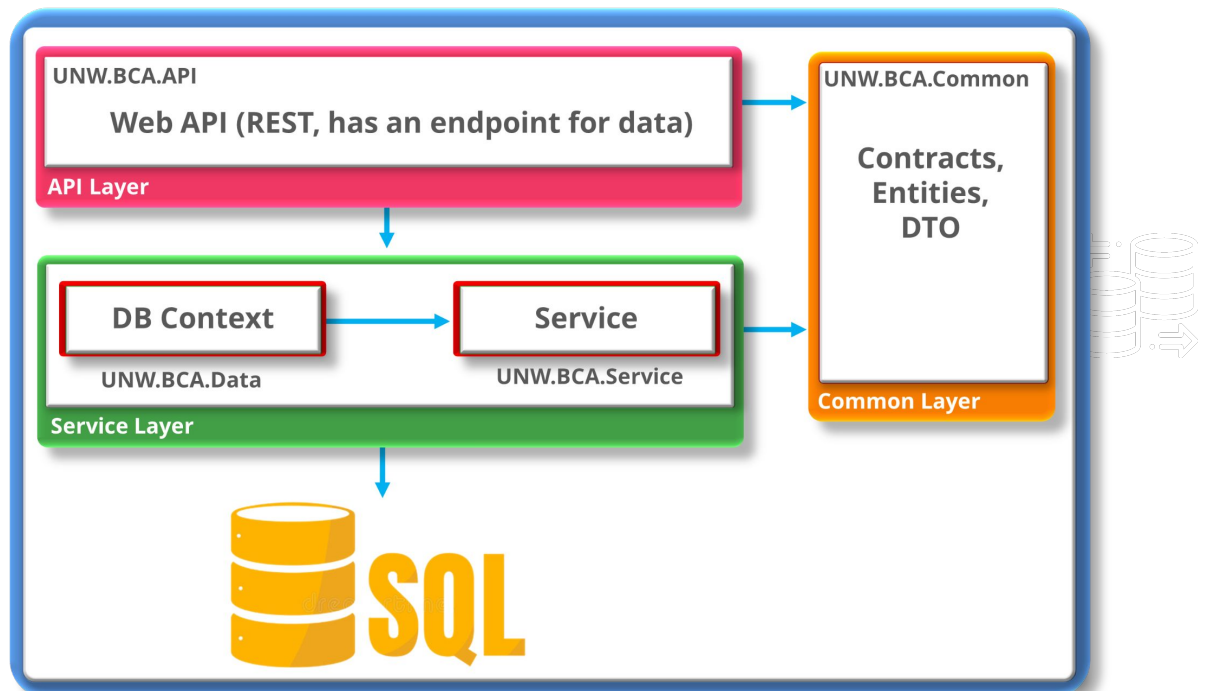 UNW.BCA.API
Web API (REST, has an endpoint for data)
API Layer
UNW.BCA.Common
Contracts,
Entities,
DTO
Common Layer
DB Context
UNW.BCA.Data
Service
UNW.BCA.Service
Service Layer
SQL